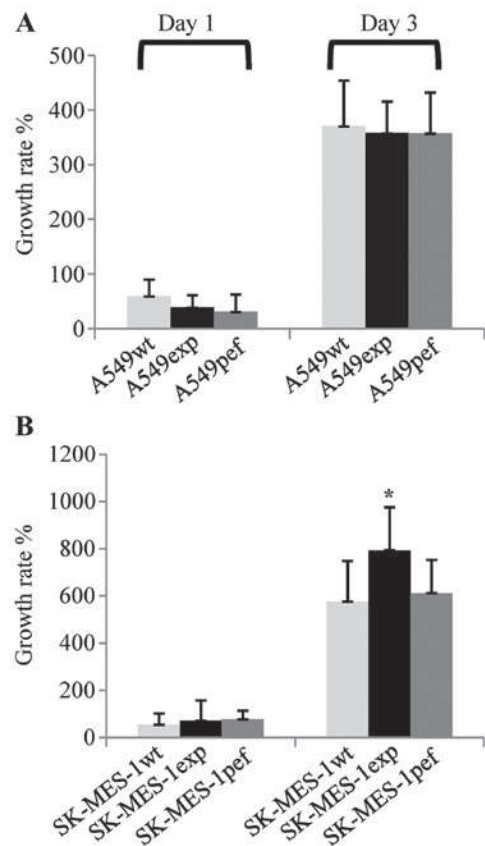 A
Day 1
Day 3
Growth rate %
500
400
300
200
100
0
A549wt
A549exp
A549pef
A549wt
A549exp
A549pef
B
Growth rate %
1200
1000
800
600
400
200
0
*
SK-MES-1wt
SK-MES-1exp
SK-MES-1pef
SK-MES-1wt
SK-MES-1exp
SK-MES-1pef